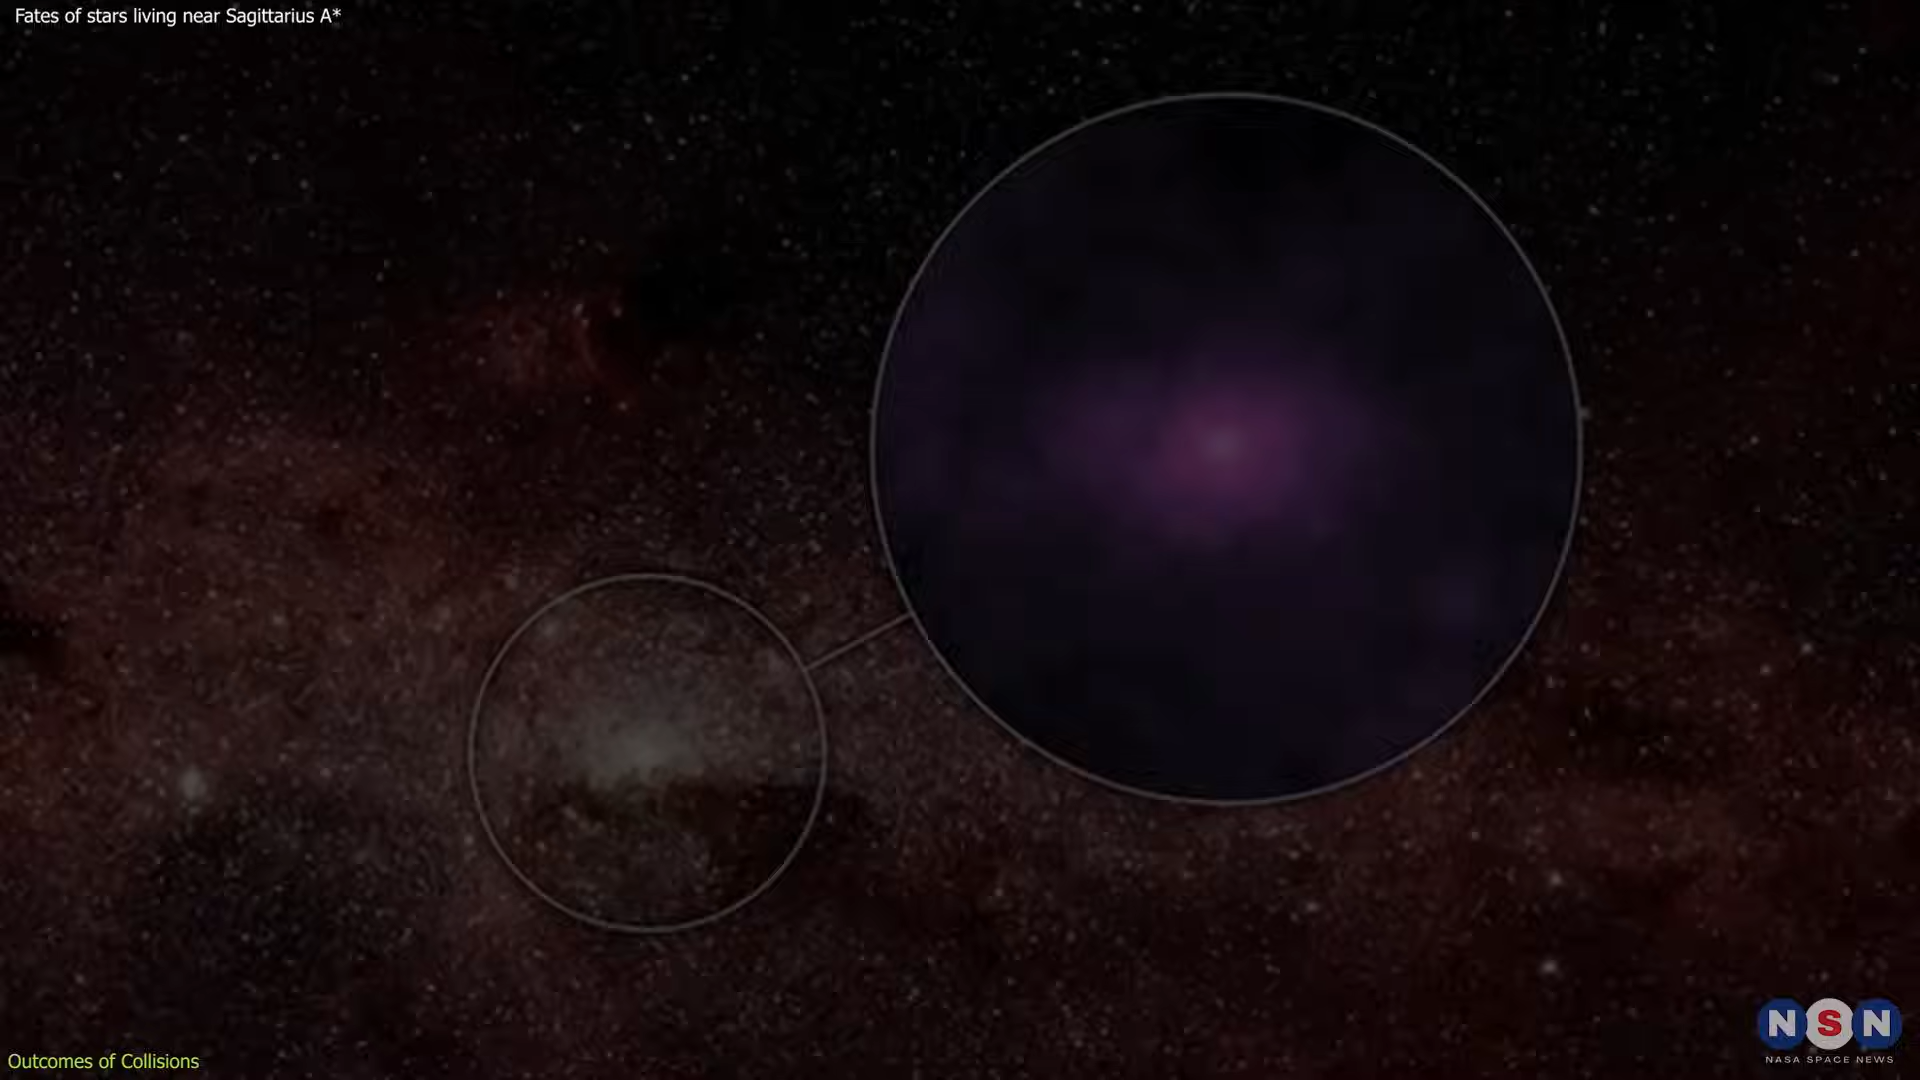 Fates of stars living near Sagittarius A*
Outcomes of Collisions
NSN
NASA SPACE NEWS